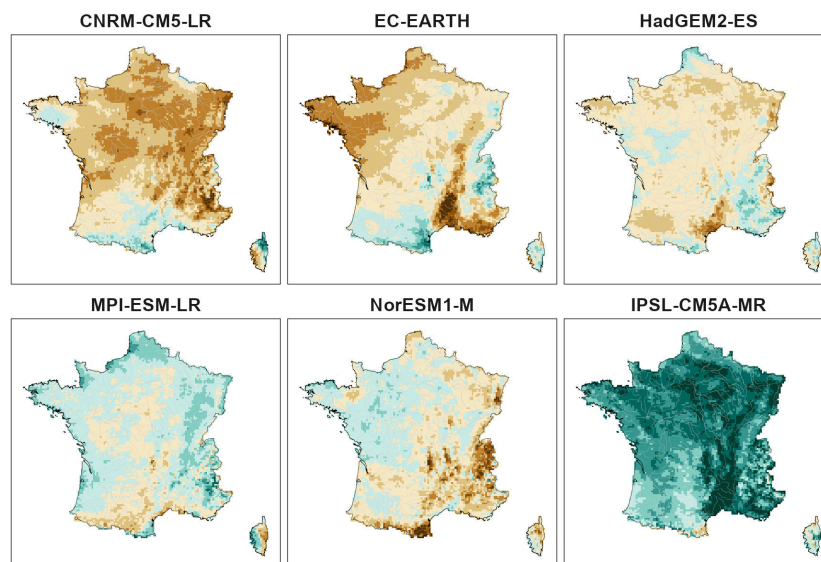 CNRM-CM5-LR
EC-EARTH
HadGEM2-ES
MPI-ESM-LR
NorESM1-M
IPSL-CM5A-MR